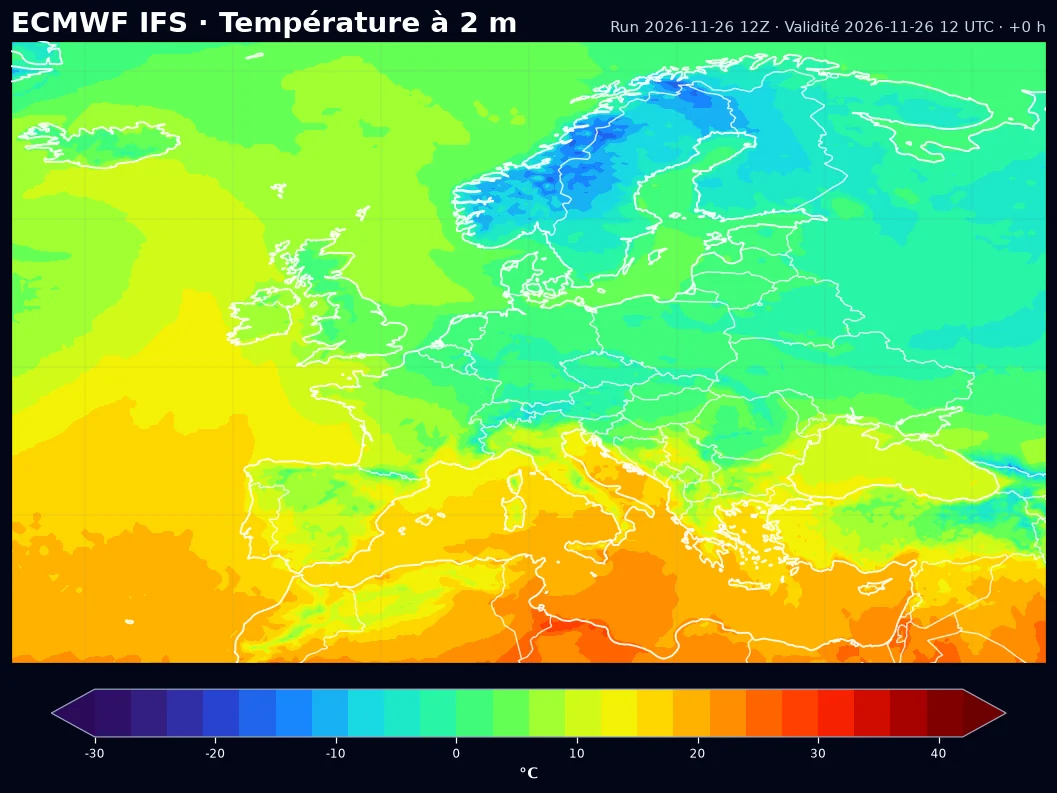 ECMWF IFS · Température à 2 m
Run 2026-11-26 12Z · Validité 2026-11-26 12 UTC · +0 h
-30 -20 -10 0 10 20 30 40
°C